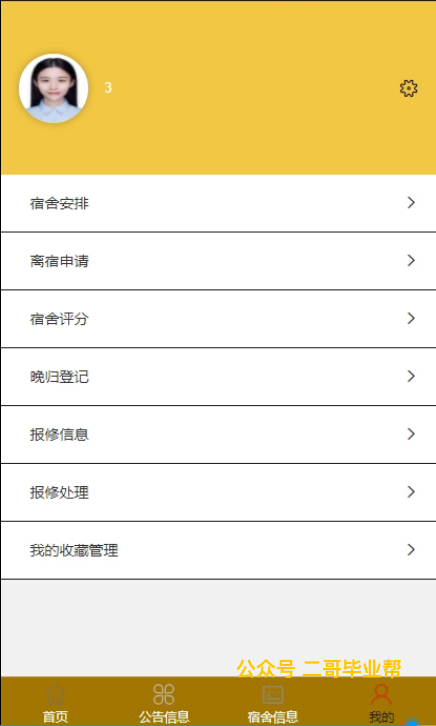 3
宿舍安排
离宿申请
宿舍评分
晚归登记
报修信息
报修处理
我的收藏管理
公众号 二哥毕业帮
首页 公告信息 宿舍信息 我的